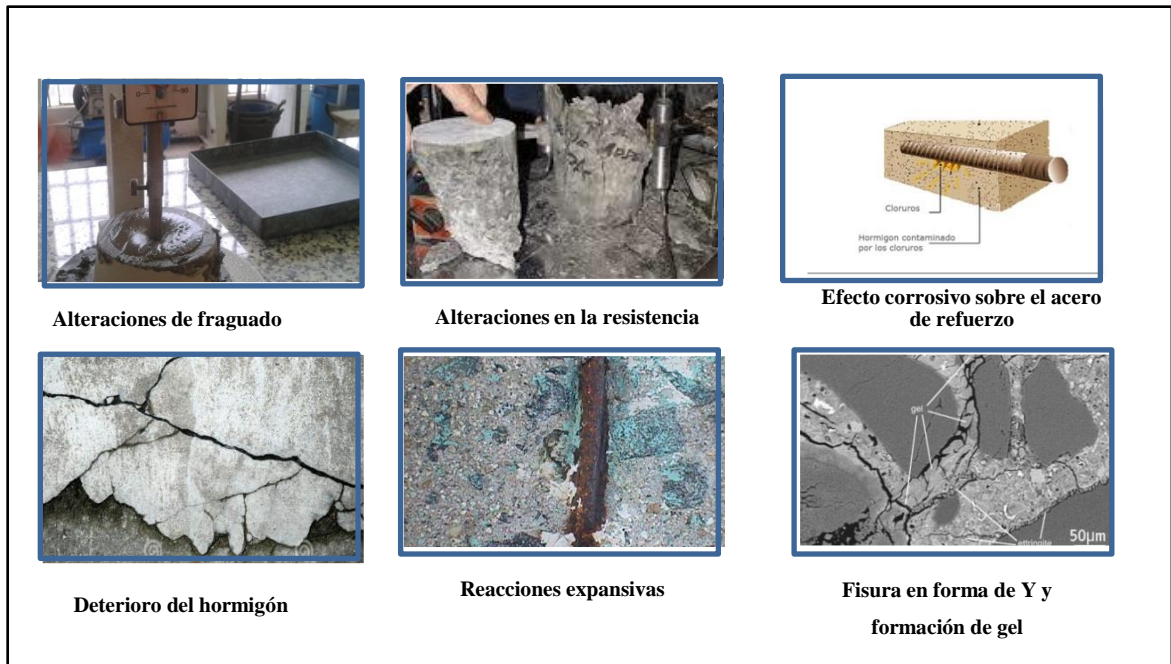 Cloruros
Hormigon contaminado
por los cloruros
Alteraciones de fraguado
Alteraciones en la resistencia
Efecto corrosivo sobre el acero
de refuerzo
gel
ettringite
50µm
Deterioro del hormigón
Reacciones expansivas
Fisura en forma de Y y
formación de gel